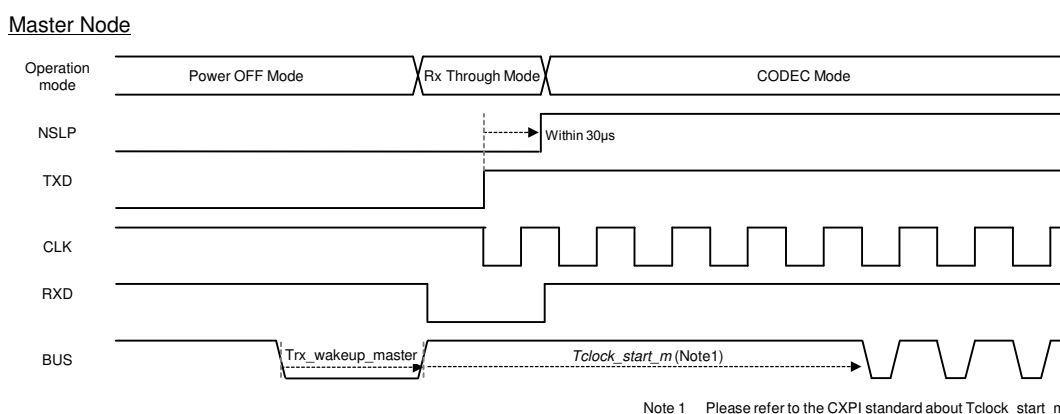 Master Node
Operation mode
Power OFF Mode
Rx Through Mode
CODEC Mode
NSLP
Within 30µs
TXD
CLK
RXD
BUS
Trx_wakeup_master
Tclock_start_m (Note1)
Note 1 Please refer to the CXPI standard about Tclock_start_m